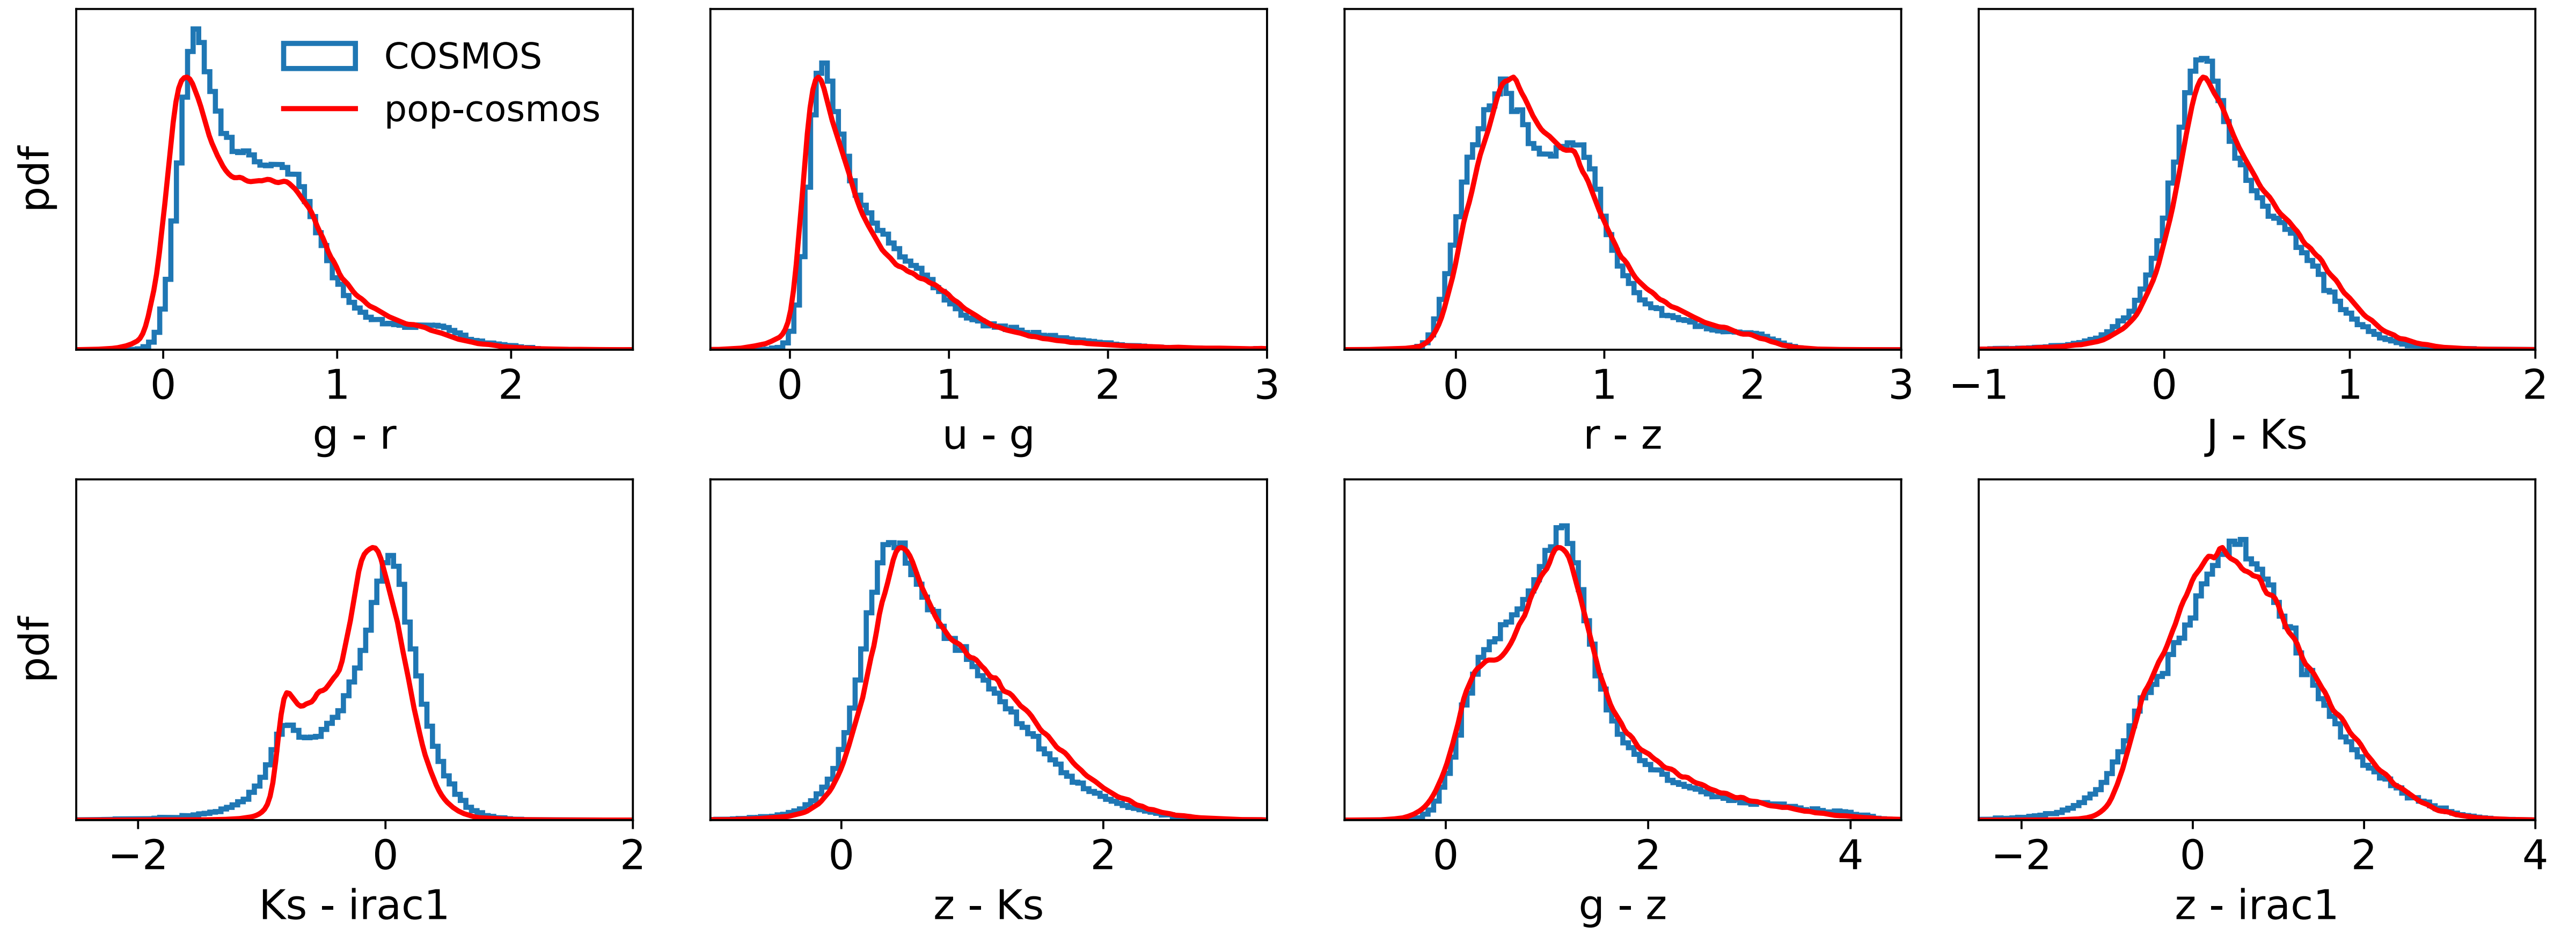 COSMOS
pop-cosmos
pdf
0 1 2
0 1 2 3
0 1 2 3
−1 0 1 2
g - r
u - g
r - z
J - Ks
pdf
−2 0 2
0 2
0 2 4
−2 0 2 4
Ks - irac1
z - Ks
g - z
z - irac1